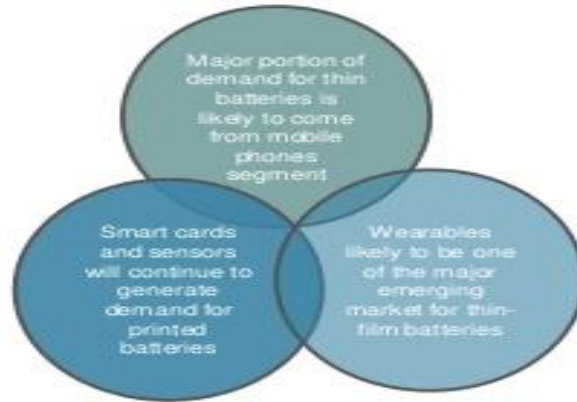 Major portion of
demand for thin
batteries is
likely to come
from mobile
phones
segment
Smart cards
and sensors
will continue to
generate
demand for
printed
batteries
Wearables
likely to be one
of the major
emerging
market for thin-
film batteries